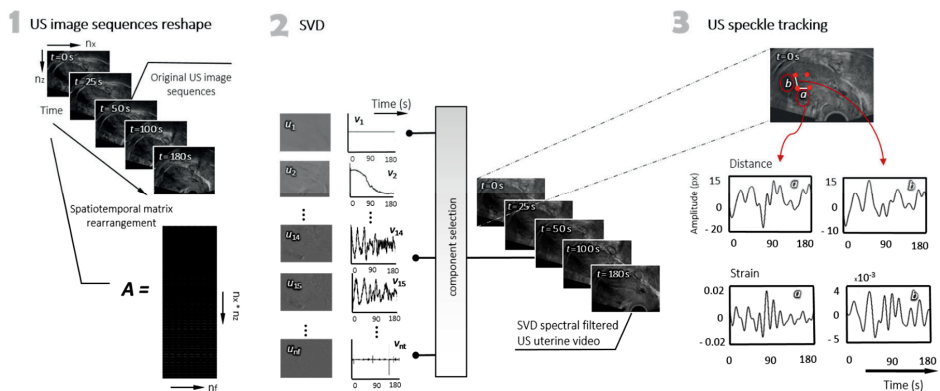 1 US image sequences reshape
nx
nz
t=0s
t=25s
t=50s
t=100s
t=180s
Original US image
sequences
Time
Spatiotemporal matrix
rearrangement
A =
nx * nz
nf
2 SVD
Time (s)
u1
v1
0 90 180
u2
v2
0 90 180
u14
v14
0 90 180
u15
v15
0 90 180
unf
vnt
0 90 180
component selection
t=0s
t=25s
t=50s
t=100s
t=180s
SVD spectral filtered
US uterine video
3 US speckle tracking
t=0s
b
a
Distance
Amplitude (px)
15
0
- 20
a
0 90 180
15
0
- 10
b
0 90 180
Strain
0.02
0
- 0.02
a
0 90 180
x10-3
4
0
- 5
b
0 90 180
Time (s)